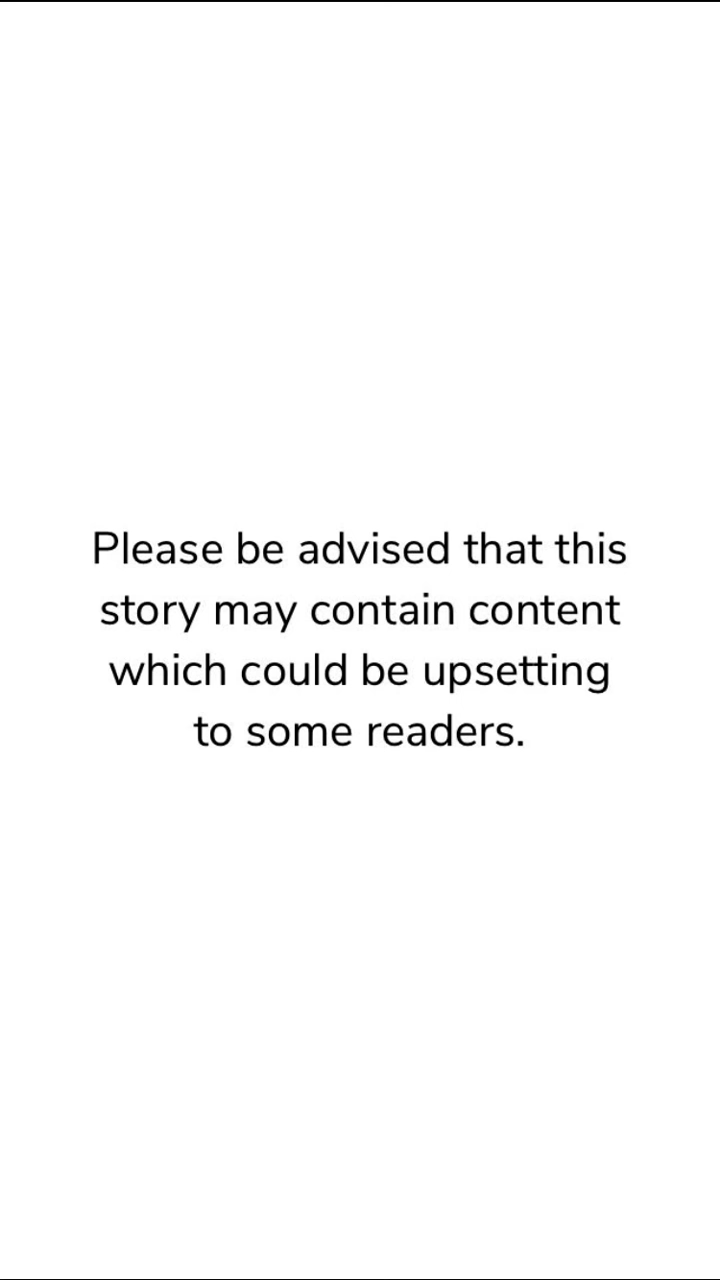 Please be advised that this
story may contain content
which could be upsetting
to some readers.